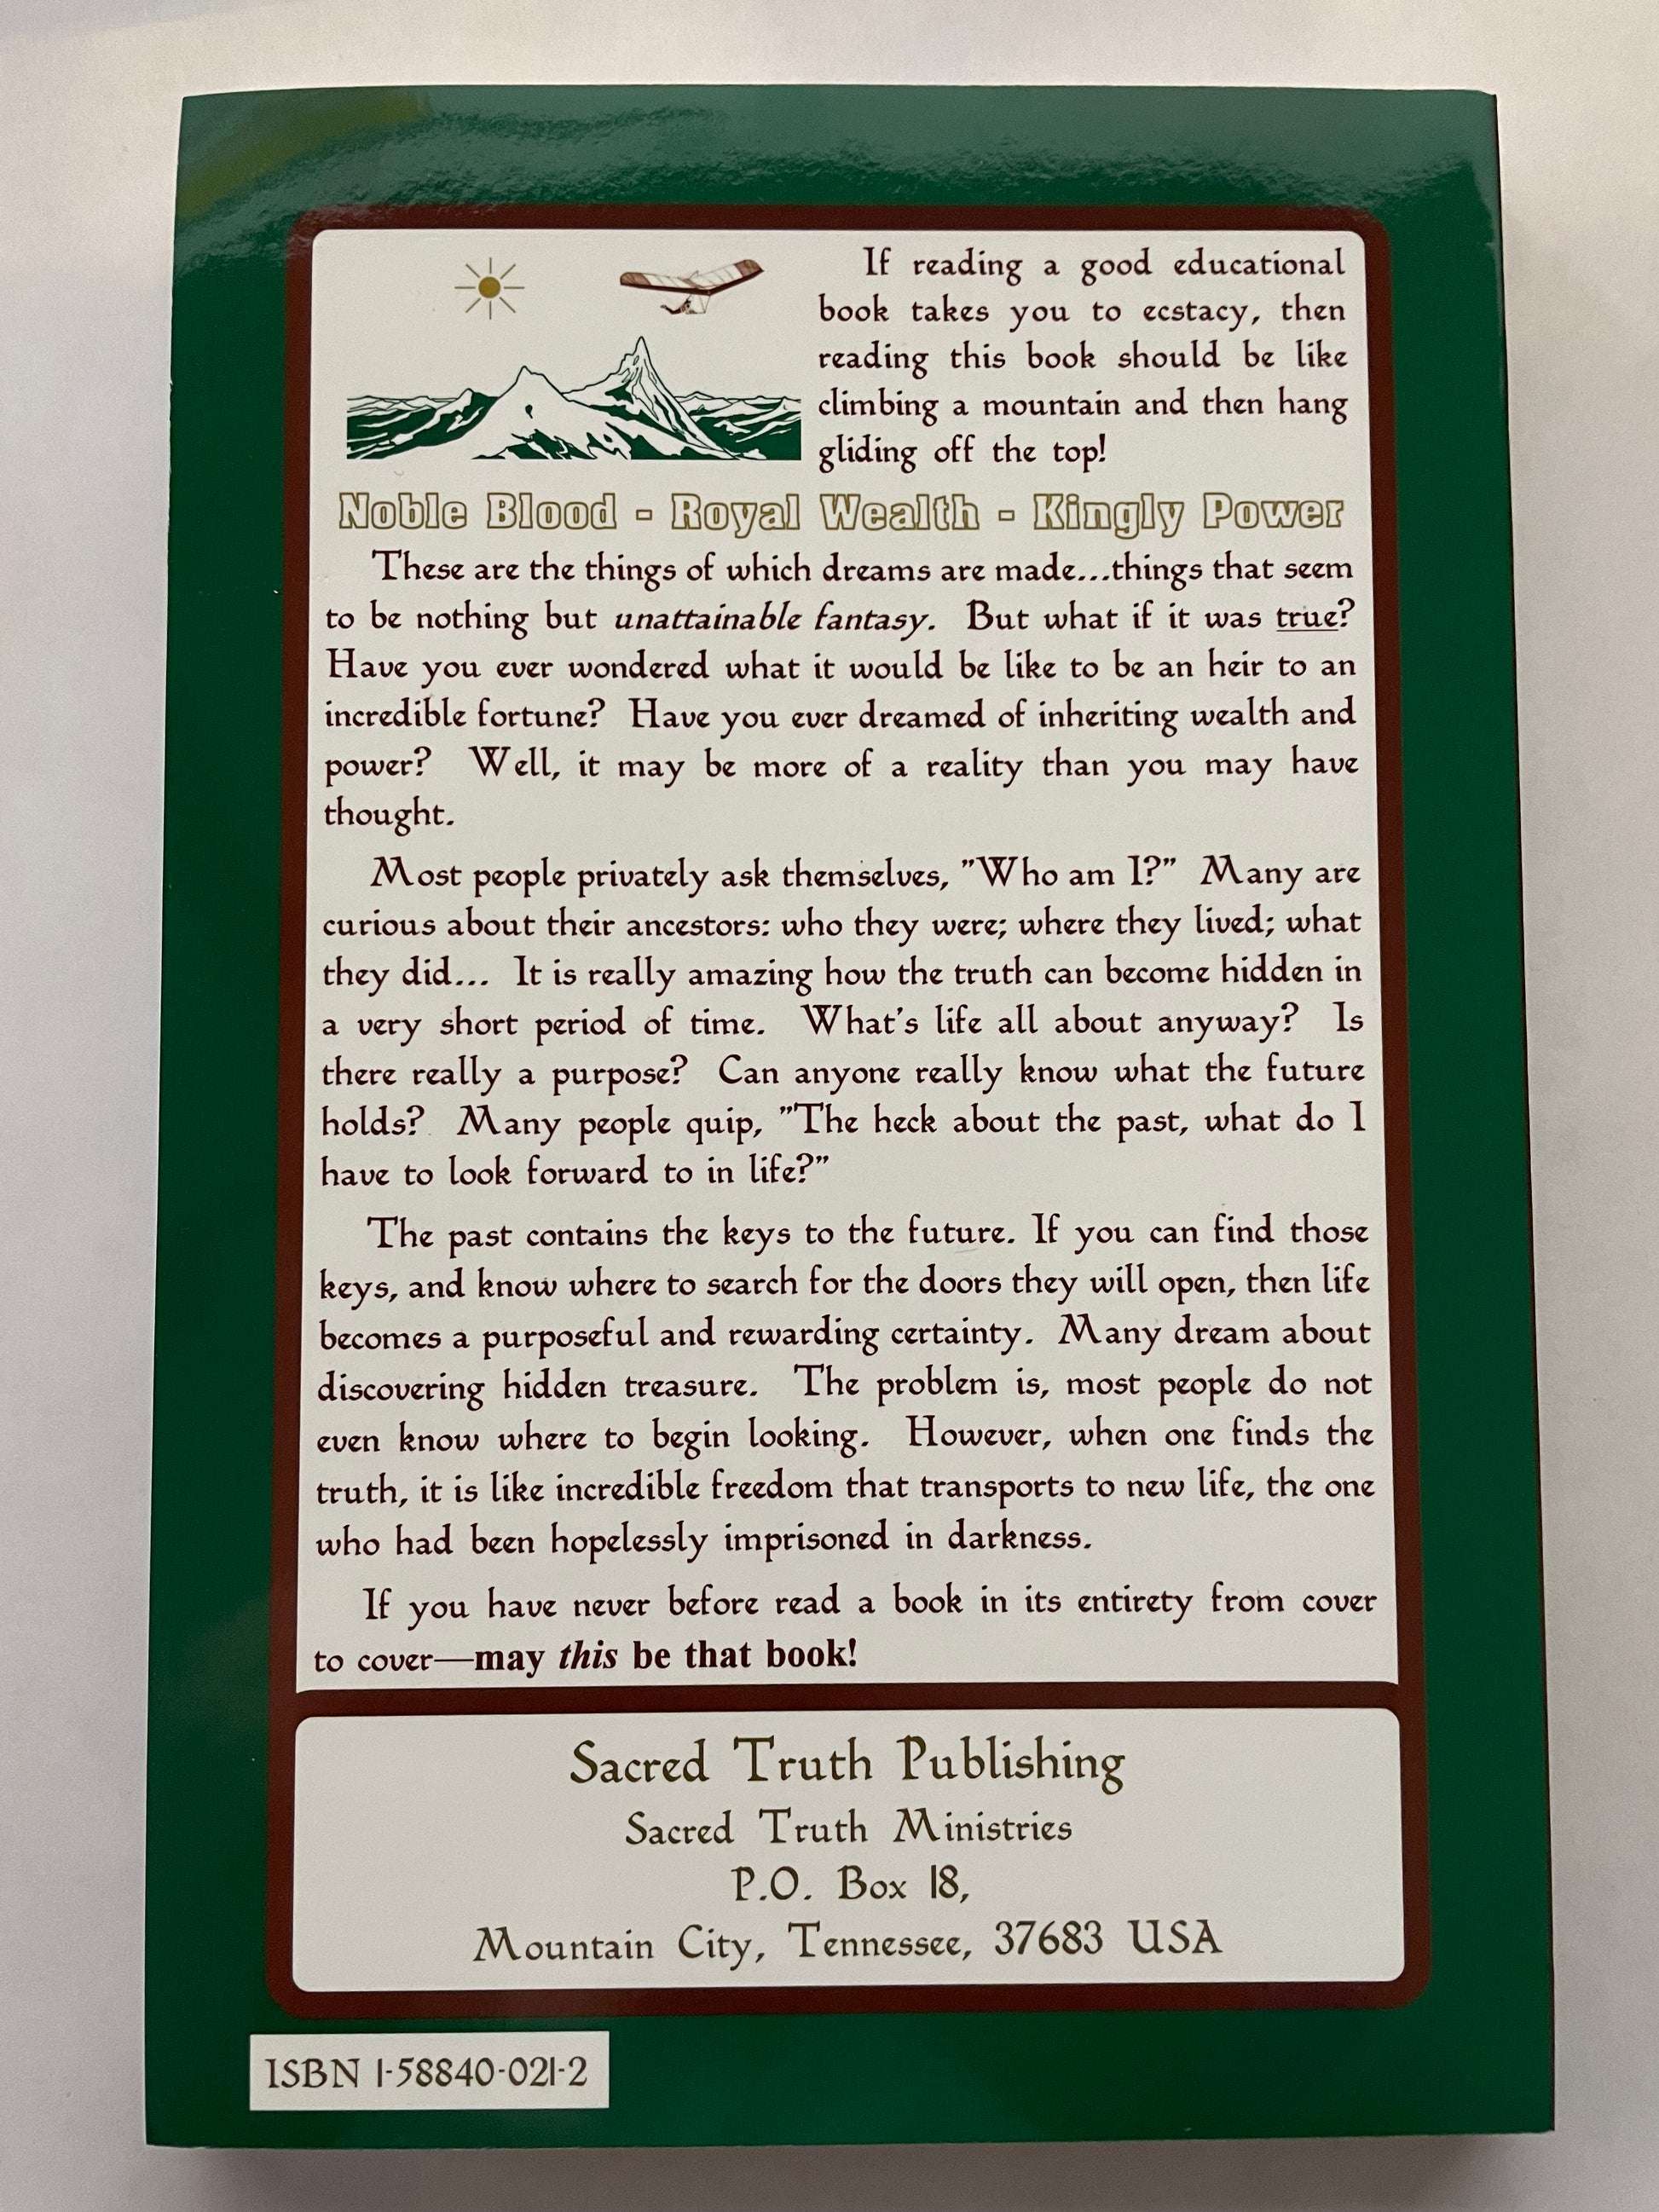 If reading a good educational
book takes you to ecstacy, then
reading this book should be like
climbing a mountain and then hang
gliding off the top!
Noble Blood - Royal Wealth - Kingly Power
These are the things of which dreams are made...things that seem
to be nothing but unattainable fantasy. But what if it was true?
Have you ever wondered what it would be like to be an heir to an
incredible fortune? Have you ever dreamed of inheriting wealth and
power? Well, it may be more of a reality than you may have
thought.
Most people privately ask themselves, ”Who am I?” Many are
curious about their ancestors: who they were; where they lived; what
they did... It is really amazing how the truth can become hidden in
a very short period of time. What's life all about anyway? Is
there really a purpose? Can anyone really know what the future
holds? Many people quip, ”The heck about the past, what do I
have to look forward to in life?”
The past contains the keys to the future. If you can find those
keys, and know where to search for the doors they will open, then life
becomes a purposeful and rewarding certainty. Many dream about
discovering hidden treasure. The problem is, most people do not
even know where to begin looking. However, when one finds the
truth, it is like incredible freedom that transports to new life, the one
who had been hopelessly imprisoned in darkness.
If you have never before read a book in its entirety from cover
to cover—may this be that book!
Sacred Truth Publishing
Sacred Truth Ministries
P.O. Box 18,
Mountain City, Tennessee, 37683 USA
ISBN 1-58840-021-2